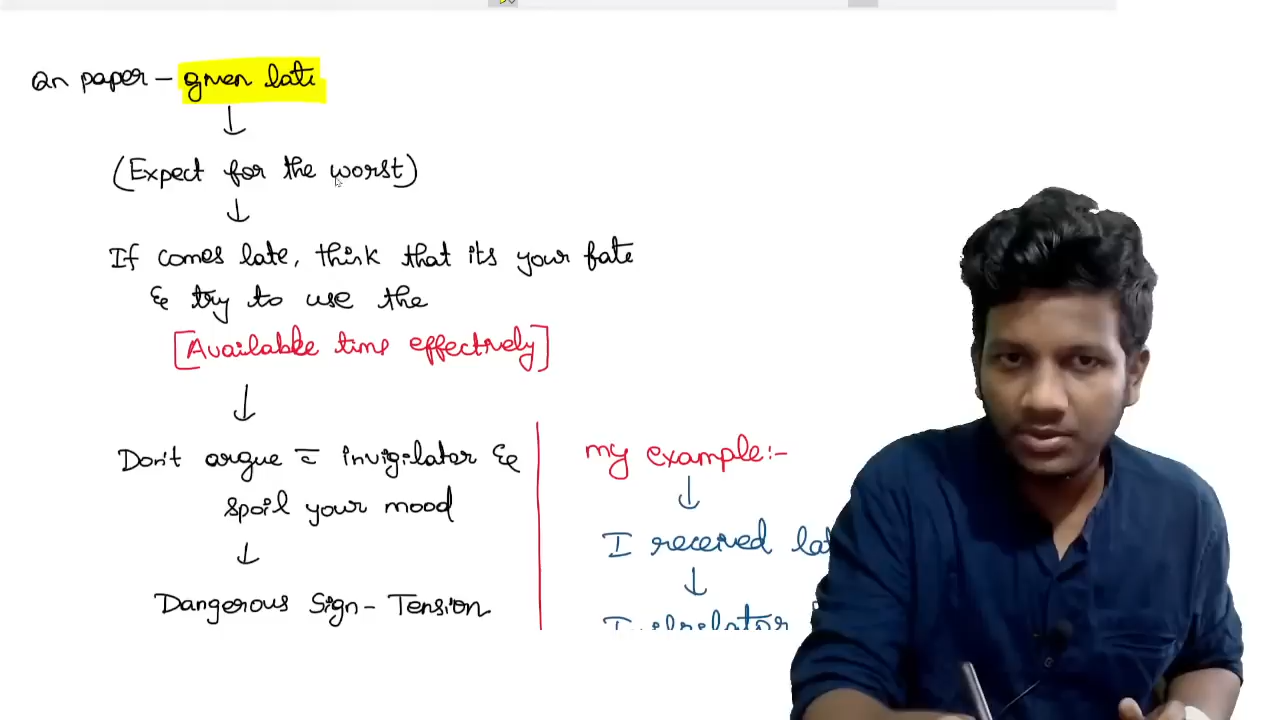 Qn paper - given late
(Expect for the worst)
If comes late, think that its your fate
& try to use the
[Available time effectively]
Don't argue c̄ invigilator &
spoil your mood
Dangerous Sign - Tension
my example:-
I received